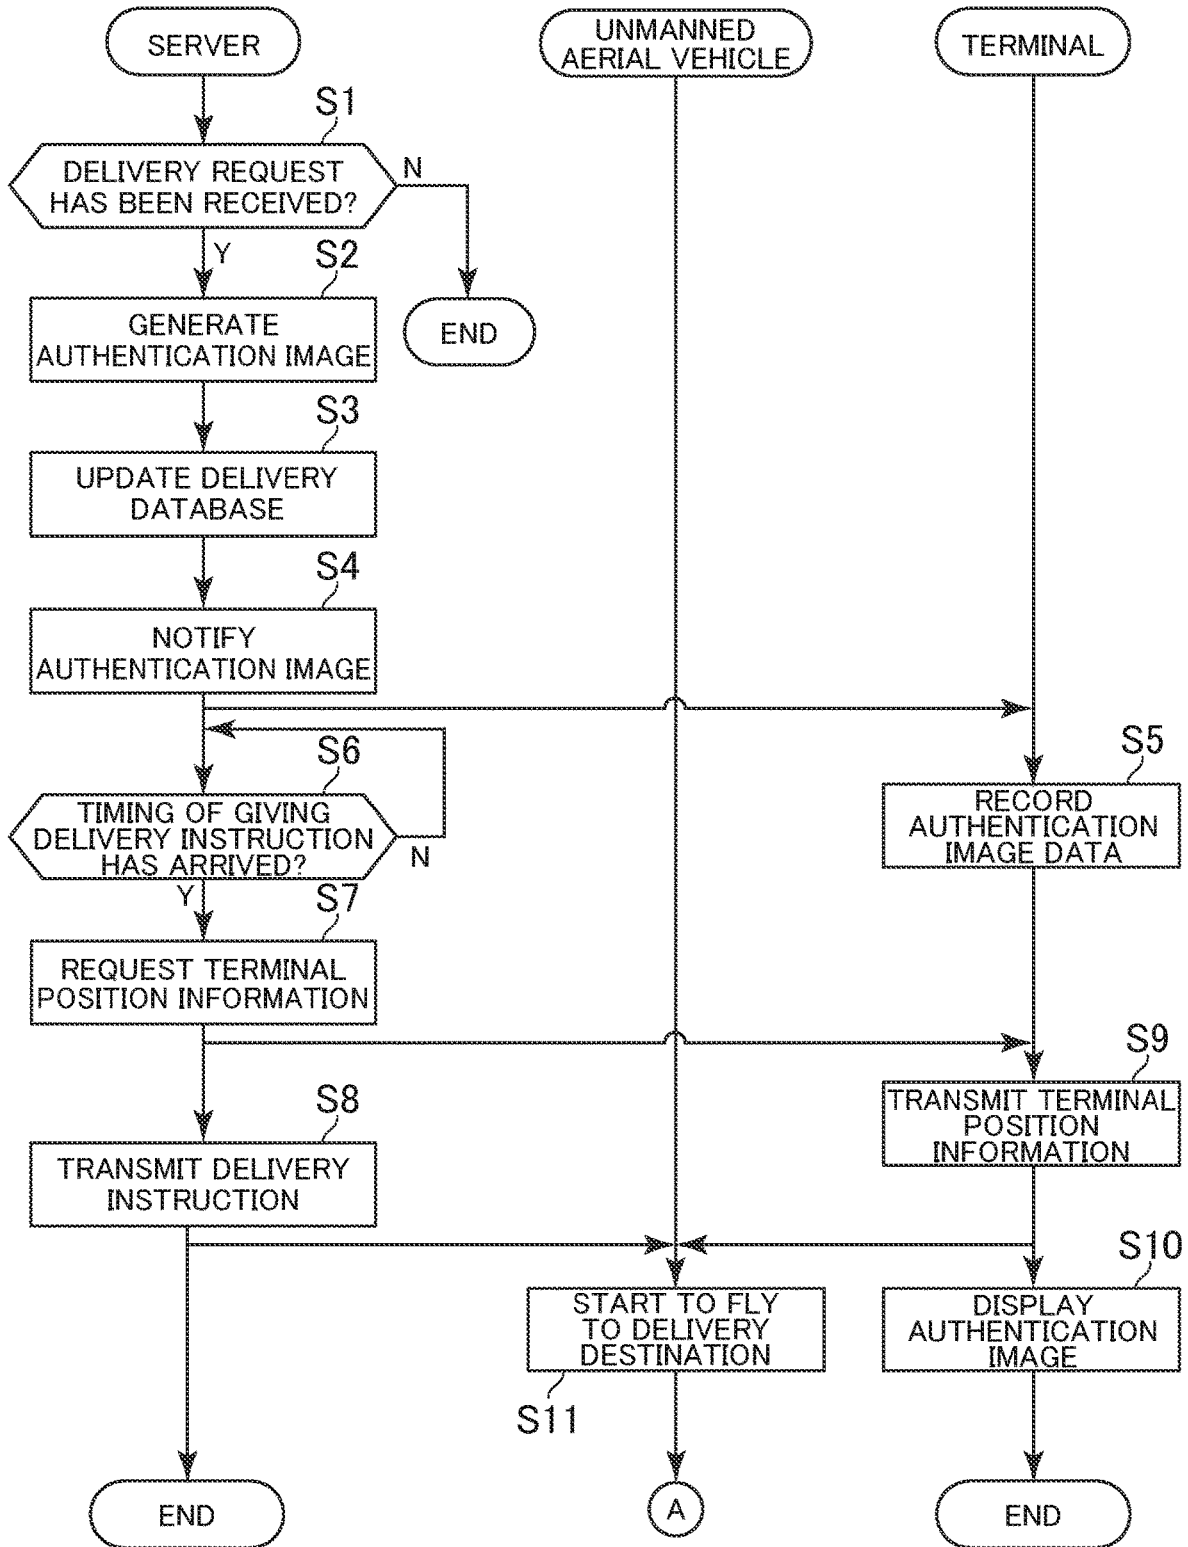 SERVER
UNMANNED
AERIAL VEHICLE
TERMINAL
S1
DELIVERY REQUEST
HAS BEEN RECEIVED?
N
Y
S2
GENERATE
AUTHENTICATION IMAGE
END
S3
UPDATE DELIVERY
DATABASE
S4
NOTIFY
AUTHENTICATION IMAGE
S5
RECORD
AUTHENTICATION
IMAGE DATA
S6
TIMING OF GIVING
DELIVERY INSTRUCTION
HAS ARRIVED?
N
Y
S7
REQUEST TERMINAL
POSITION INFORMATION
S9
TRANSMIT TERMINAL
POSITION
INFORMATION
S8
TRANSMIT DELIVERY
INSTRUCTION
S10
DISPLAY
AUTHENTICATION
IMAGE
START TO FLY
TO DELIVERY
DESTINATION
S11
END
A
END